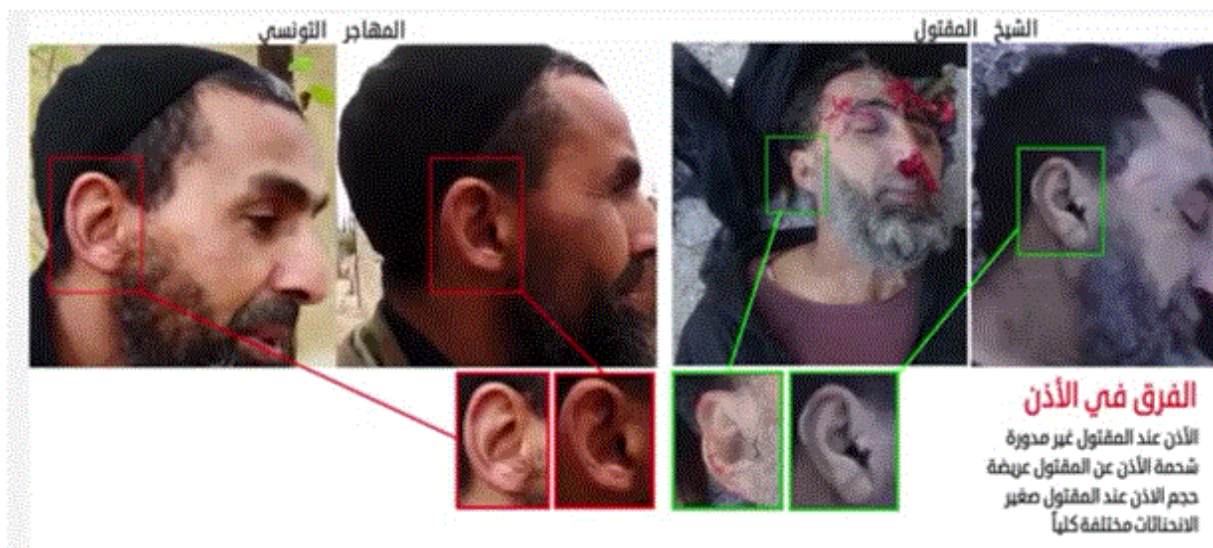 الشيخ المقتول
المهاجر التونسي
الفرق في الأذن
الأذن عند المقتول غير مدورة
شحمة الأذن عن المقتول عريضة
حجم الاذن عند المقتول صغير
الانحناءات مختلفة كلياً